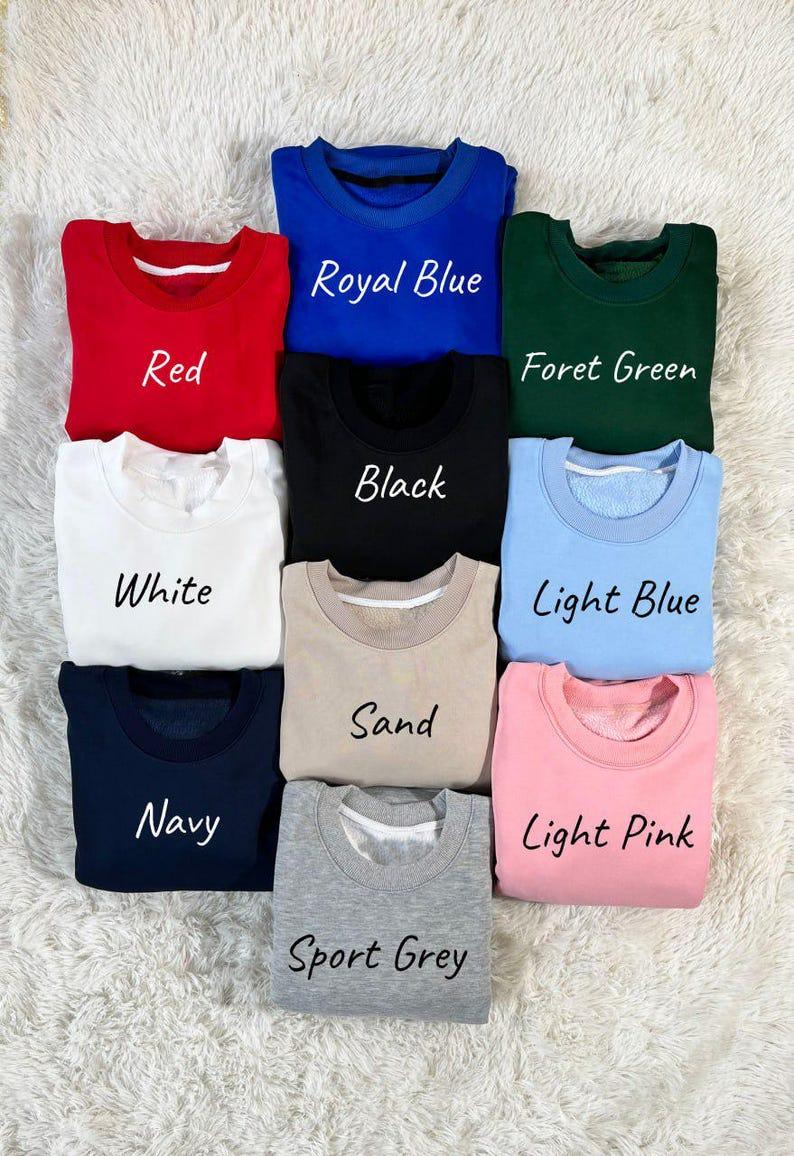 Royal Blue
Red
Foret Green
Black
White
Light Blue
Sand
Navy
Light Pink
Sport Grey